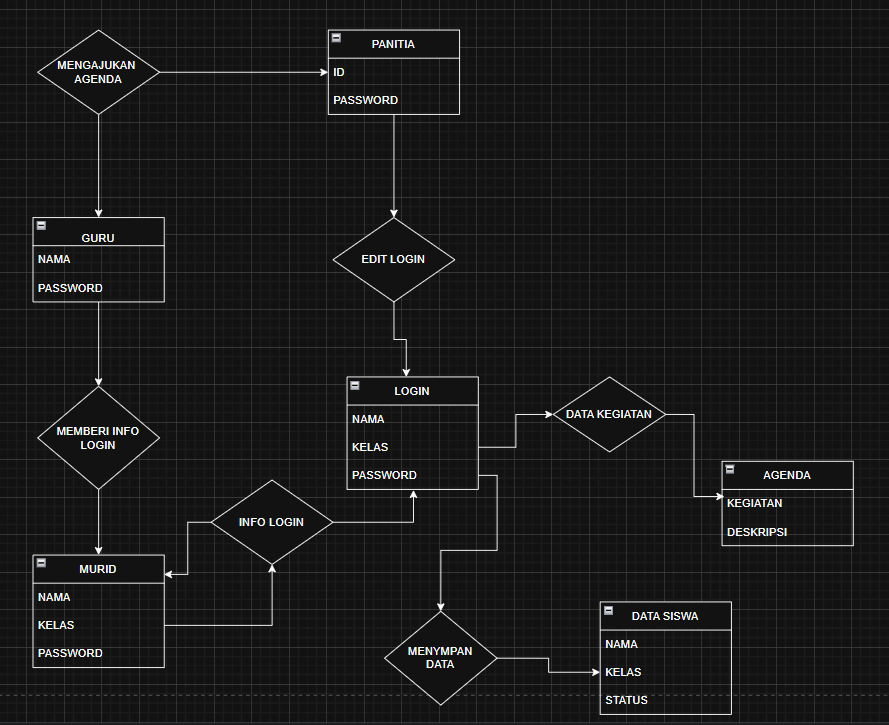 MENGAJUKAN
AGENDA
PANITIA
ID
PASSWORD
GURU
NAMA
PASSWORD
EDIT LOGIN
LOGIN
NAMA
KELAS
PASSWORD
DATA KEGIATAN
MEMBERI INFO
LOGIN
AGENDA
KEGIATAN
DESKRIPSI
INFO LOGIN
MURID
NAMA
KELAS
PASSWORD
MENYMPAN
DATA
DATA SISWA
NAMA
KELAS
STATUS